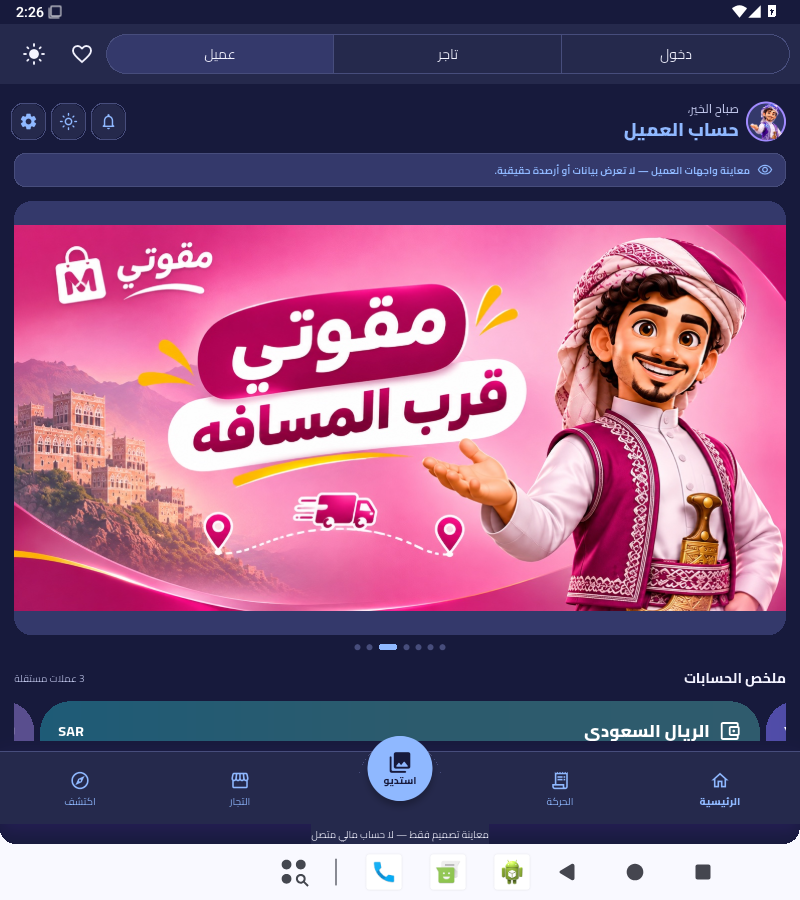 2:26
دخول
تاجر
عميل
صباح الخير،
حساب العميل
معاينة واجهات العميل — لا تعرض بيانات أو أرصدة حقيقية.
مقوتي
مقوتي
قرب المسافه
ملخص الحسابات
3 عملات مستقلة
الريال السعودي
SAR
الرئيسية
الحركة
استديو
التجار
اكتشف
معاينة تصميم فقط — لا حساب مالي متصل